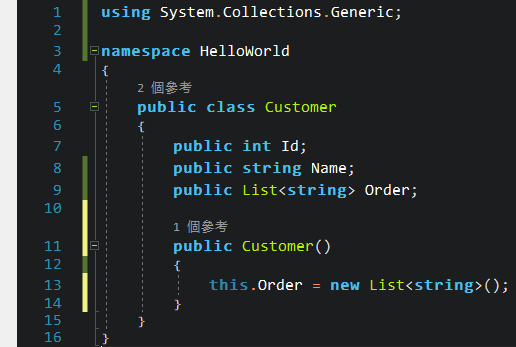 1 using System.Collections.Generic;
2
3 namespace HelloWorld
4 {
2 個參考
5 public class Customer
6 {
7 public int Id;
8 public string Name;
9 public List<string> Order;
10
1 個參考
11 public Customer()
12 {
13 this.Order = new List<string>();
14 }
15 }
16 }